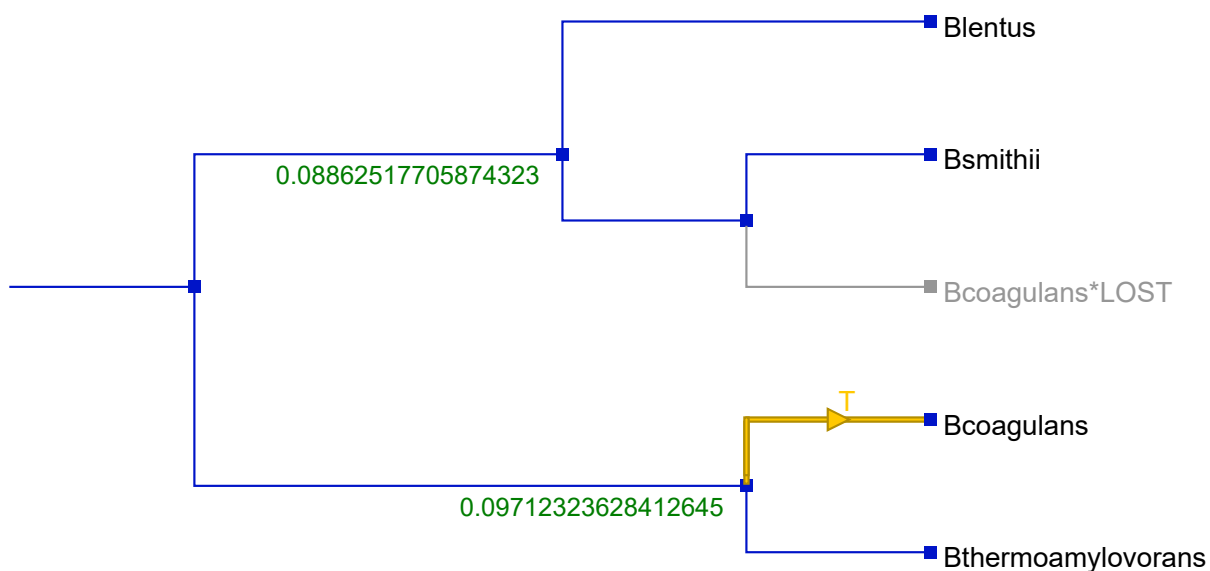 Blentus
Bsmithii
0.08862517705874323
Bcoagulans*LOST
T
Bcoagulans
0.09712323628412645
Bthermoamylovorans